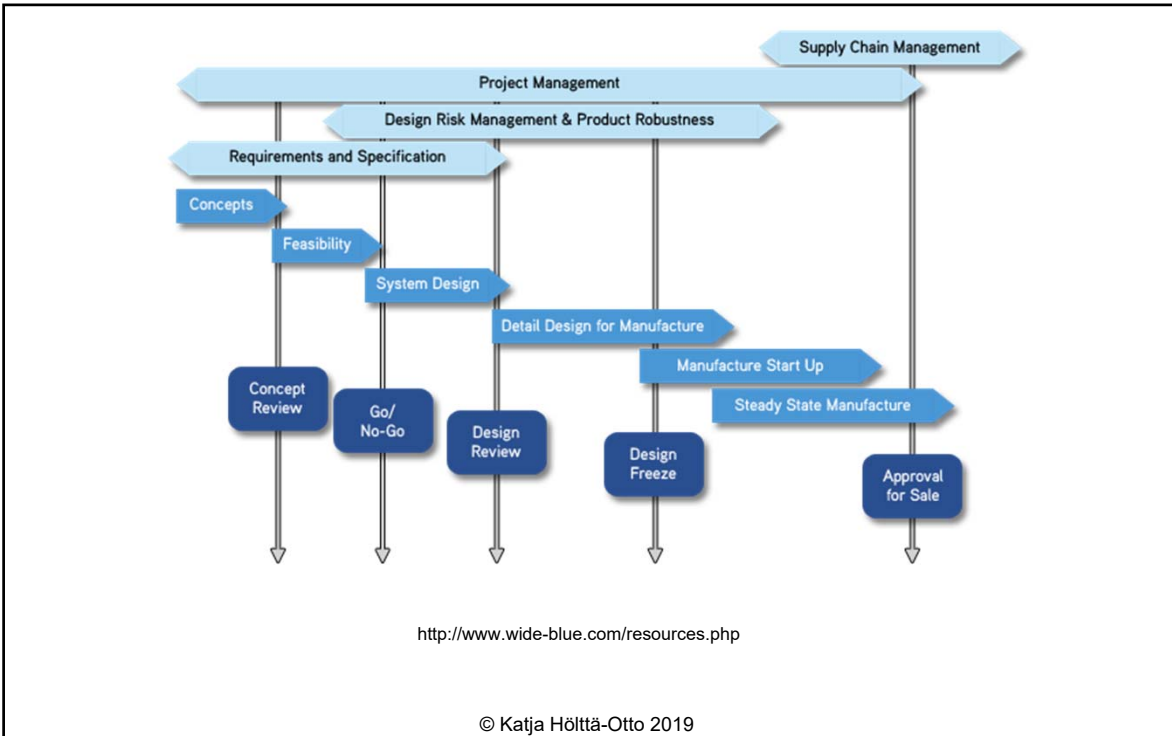 Supply Chain Management
Project Management
Design Risk Management & Product Robustness
Requirements and Specification
Concepts
Feasibility
System Design
Detail Design for Manufacture
Manufacture Start Up
Steady State Manufacture
Concept
Review
Go/
No-Go
Design
Review
Design
Freeze
Approval
for Sale
http://www.wide-blue.com/resources.php
© Katja Hölttä-Otto 2019